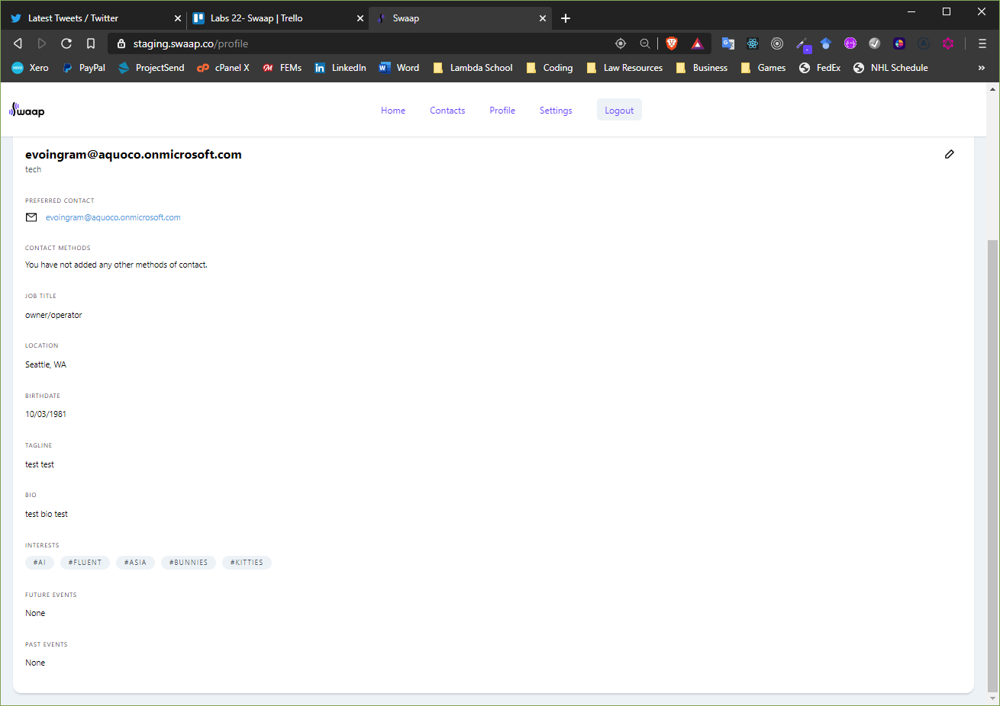 Latest Tweets / Twitter
Labs 22- Swaap | Trello
Swaap
staging.swaap.co/profile
Xero
PayPal
ProjectSend
cPanel X
FEMs
LinkedIn
Word
Lambda School
Coding
Law Resources
Business
Games
FedEx
NHL Schedule
Swaap
Home
Contacts
Profile
Settings
Logout
evoingram@aquoco.onmicrosoft.com
tech
PREFERRED CONTACT
evoingram@aquoco.onmicrosoft.com
CONTACT METHODS
You have not added any other methods of contact.
JOB TITLE
owner/operator
LOCATION
Seattle, WA
BIRTHDATE
10/03/1981
TAGLINE
test test
BIO
test bio test
INTERESTS
#AI #FLUENT #ASIA #BUNNIES #KITTIES
FUTURE EVENTS
None
PAST EVENTS
None